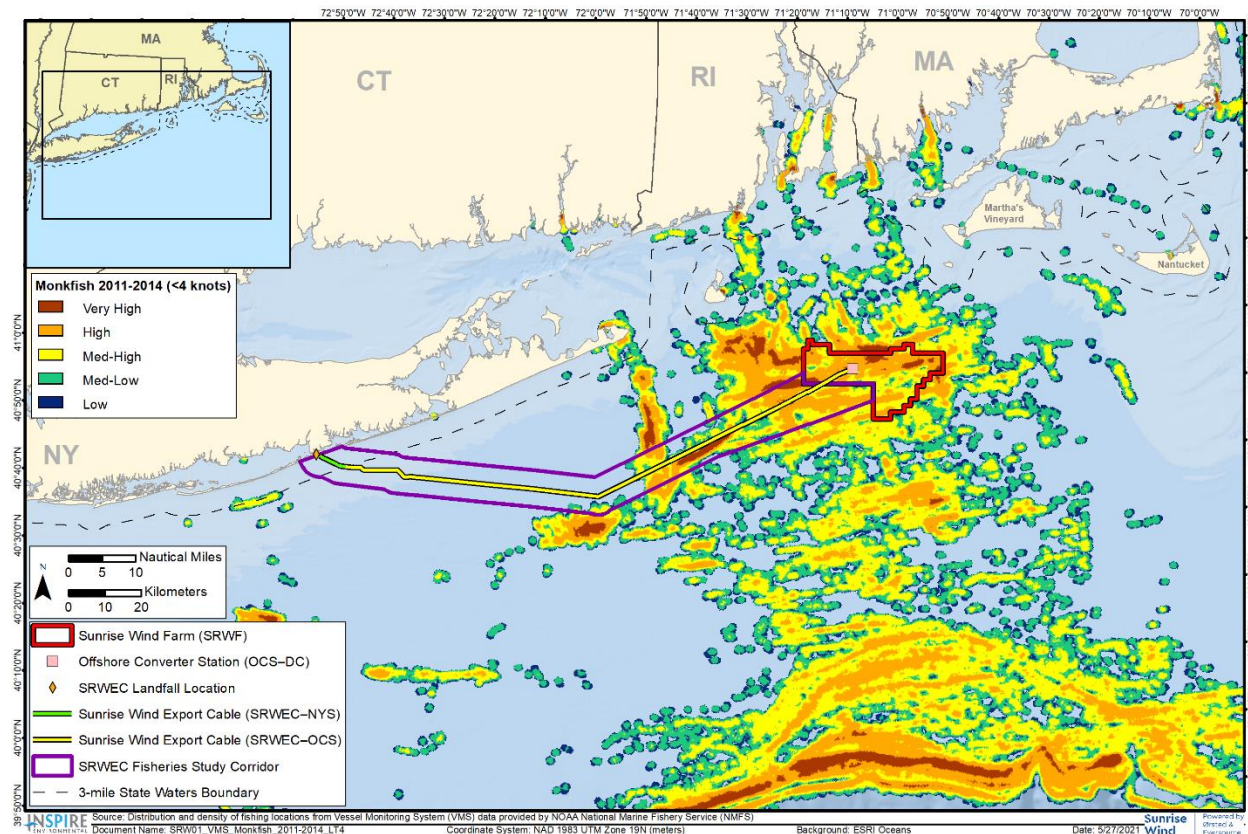 72°50'0"W 72°40'0"W 72°30'0"W 72°20'0"W 72°10'0"W 72°0'0"W 71°50'0"W 71°40'0"W 71°30'0"W 71°20'0"W 71°10'0"W 70°50'0"W 70°40'0"W 70°30'0"W 70°20'0"W 70°10'0"W 70°0'0"W
MA
CT
RI
CT
RI
MA
Martha's
Vineyard
Nantucket
Monkfish 2011-2014 (<4 knots)
Very High
High
Med-High
Med-Low
Low
41°0'0"N
40°50'0"N
40°40'0"N
40°30'0"N
40°20'0"N
40°10'0"N
40°0'0"N
39°50'0"N
NY
N
Nautical Miles
0 5 10
Kilometers
0 10 20
Sunrise Wind Farm (SRWF)
Offshore Converter Station (OCS–DC)
SRWEC Landfall Location
Sunrise Wind Export Cable (SRWEC–NYS)
Sunrise Wind Export Cable (SRWEC–OCS)
SRWEC Fisheries Study Corridor
3-mile State Waters Boundary
INSPIRE
ENVIRONMENTAL
Source: Distribution and density of fishing locations from Vessel Monitoring System (VMS) data provided by NOAA National Marine Fishery Service (NMFS)
Document Name: SRW01_VMS_Monkfish_2011-2014_LT4 Coordinate System: NAD 1983 UTM Zone 19N (meters) Background: ESRI Oceans Date: 5/27/2021
Sunrise
Wind
Powered by
Ørsted &
Eversource